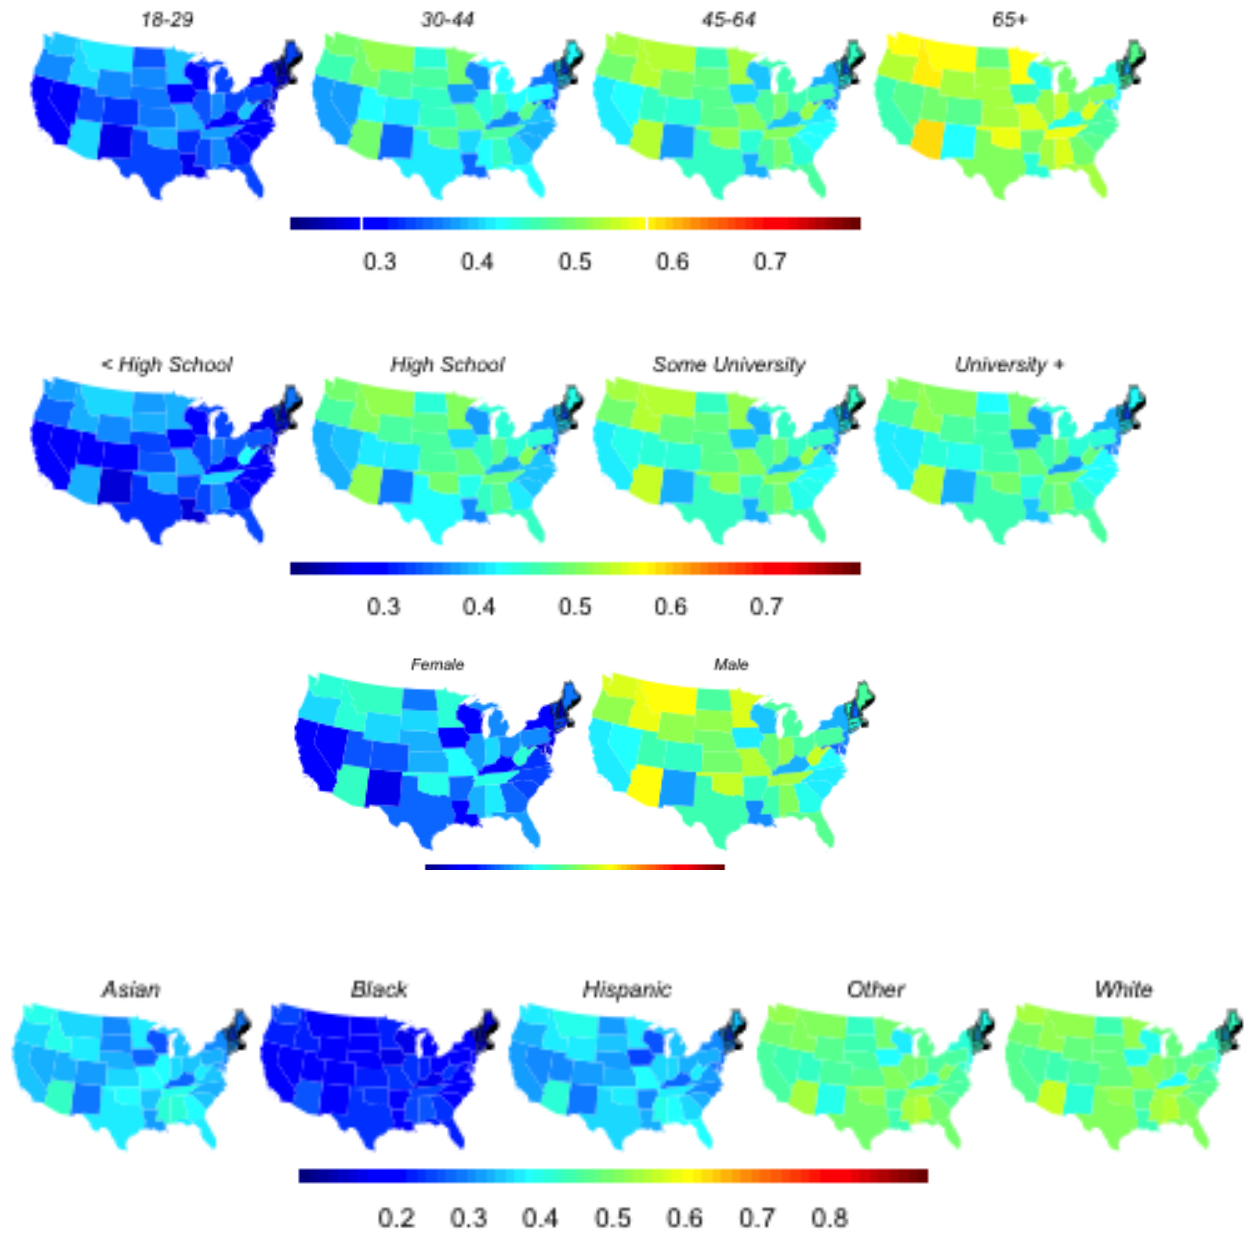 18-29 30-44 45-64 65+
0.3 0.4 0.5 0.6 0.7
< High School High School Some University University +
0.3 0.4 0.5 0.6 0.7
Female Male
Asian Black Hispanic Other White
0.2 0.3 0.4 0.5 0.6 0.7 0.8